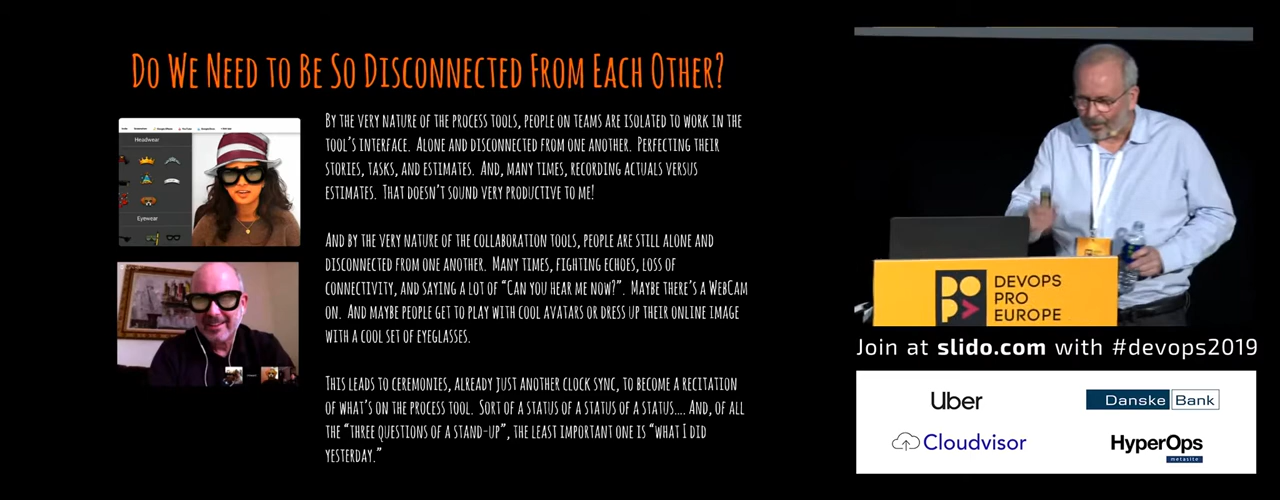 Do We Need to Be So Disconnected From Each Other?
By the very nature of the process tools, people on teams are isolated to work in the
tool's interface. Alone and disconnected from one another. Perfecting their
stories, tasks, and estimates. And, many times, recording actuals versus
estimates. That doesn't sound very productive to me!
And by the very nature of the collaboration tools, people are still alone and
disconnected from one another. Many times, fighting echoes, loss of
connectivity, and saying a lot of "Can you hear me now?". Maybe there's a WebCam
on. And maybe people get to play with cool avatars or dress up their online image
with a cool set of eyeglasses.
This leads to ceremonies, already just another clock sync, to become a recitation
of what's on the process tool. Sort of a status of a status of a status.... And, of all
the "three questions of a stand-up", the least important one is "what I did
yesterday."
Headwear
Eyewear
DEVOPS
PRO
EUROPE
Join at slido.com with #devops2019
Uber
Danske Bank
Cloudvisor
HyperOps
metasite